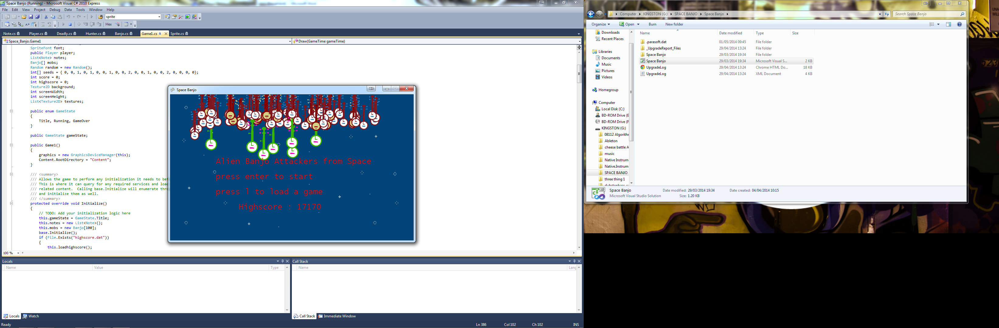 Space Banjo (Running) - Microsoft Visual C# 2010 Express
File Edit View Project Debug Data Tools Window Help
sprite
Hex
Note.cs Player.cs Deadly.cs Hunter.cs Banjo.cs Game1.cs Sprite.cs
Space_Banjo.Game1 Draw(GameTime gameTime)
SpriteFont font;
public Player player;
List<Note> notes;
Banjo[] mobs;
Random random = new Random();
int[] seeds = { 0, 0, 1, 0, 1, 0, 0, 1, 0, 0, 2, 0, 0, 1, 0, 0, 2, 0, 0, 0, 0};
int score = 0;
int highscore = 0;
Texture2D background;
int screenWidth;
int screenHeight;
List<Texture2D> textures;
public enum GameState
{
Title, Running, GameOver
}
public GameState gameState;
public Game1()
{
graphics = new GraphicsDeviceManager(this);
Content.RootDirectory = "Content";
}
/// <summary>
/// Allows the game to perform any initialization it needs to bef
/// This is where it can query for any required services and load
/// related content.  Calling base.Initialize will enumerate thro
/// and initialize them as well.
/// </summary>
protected override void Initialize()
{
// TODO: Add your initialization logic here
this.gameState = GameState.Title;
this.notes = new List<Note>();
this.mobs = new Banjo[100];
base.Initialize();
if (File.Exists("highscore.dat"))
{
this.loadhighscore();
100 %
Space Banjo
Alien Banjo Attackers from Space
press enter to start
press l to load a game
Highscore : 17170
Locals
Name Value Type
Call Stack
Name Lang
Locals Watch
Call Stack Immediate Window
Ready Ln 386 Col 102 Ch 102 INS
Computer KINGSTON (G:) SPACE BANJO Space Banjo
Search Space Banjo
Organize Open Burn New folder
Downloads
Recent Places
Libraries
Documents
Music
Pictures
Videos
Homegroup
Computer
Local Disk (C:)
BD-ROM Drive (E
BD-ROM Drive (F
KINGSTON (G:)
08112 Algorithm
Ableton
cheese battle A
music
Native Instrum
Native.Instrum
SPACE BANJO
three thing 1
Name Date modified Type Size
.parasoft.dat 01/05/2014 09:45 File folder
_UpgradeReport_Files 29/04/2014 13:24 File folder
Space Banjo 29/03/2014 19:34 File folder
Space Banjo 29/03/2014 19:34 Microsoft Visual S... 2 KB
UpgradeLog 29/04/2014 13:24 Chrome HTML Do... 18 KB
UpgradeLog 29/04/2014 13:24 XML Document 4 KB
Space Banjo Date modified: 29/03/2014 19:34 Date created: 04/04/2014 10:15
Microsoft Visual Studio Solution Size: 1.20 KB